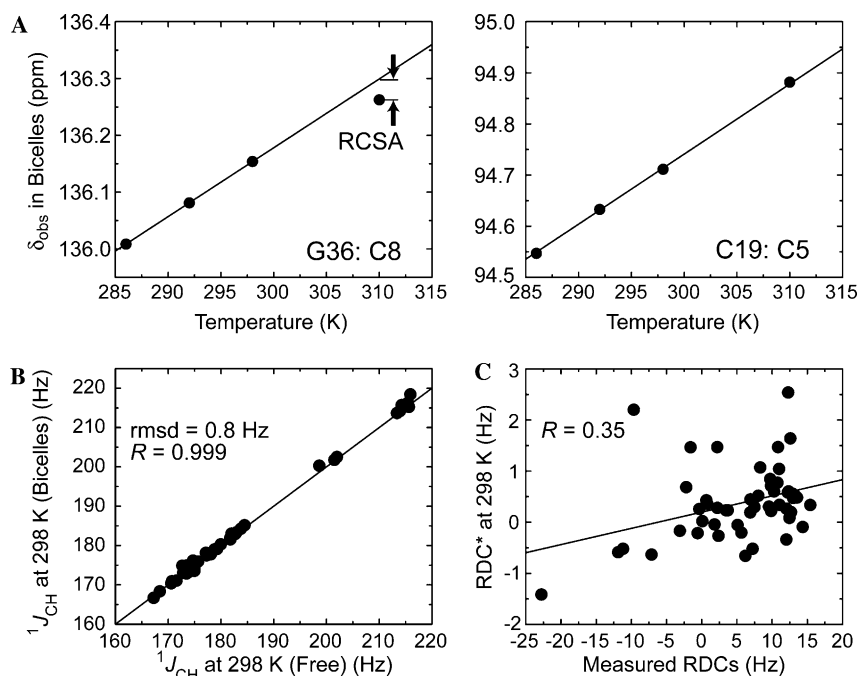 A
136.4
136.3
136.2
136.1
136.0
285 290 295 300 305 310 315
δobs in Bicelles (ppm)
Temperature (K)
RCSA
G36: C8
95.0
94.9
94.8
94.7
94.6
94.5
285 290 295 300 305 310 315
Temperature (K)
C19: C5
B
220
210
200
190
180
170
160
160 170 180 190 200 210 220
1JCH at 298 K (Bicelles) (Hz)
1JCH at 298 K (Free) (Hz)
rmsd = 0.8 Hz
R = 0.999
C
3
2
1
0
-1
-2
-25 -20 -15 -10 -5 0 5 10 15 20
RDC* at 298 K (Hz)
Measured RDCs (Hz)
R = 0.35